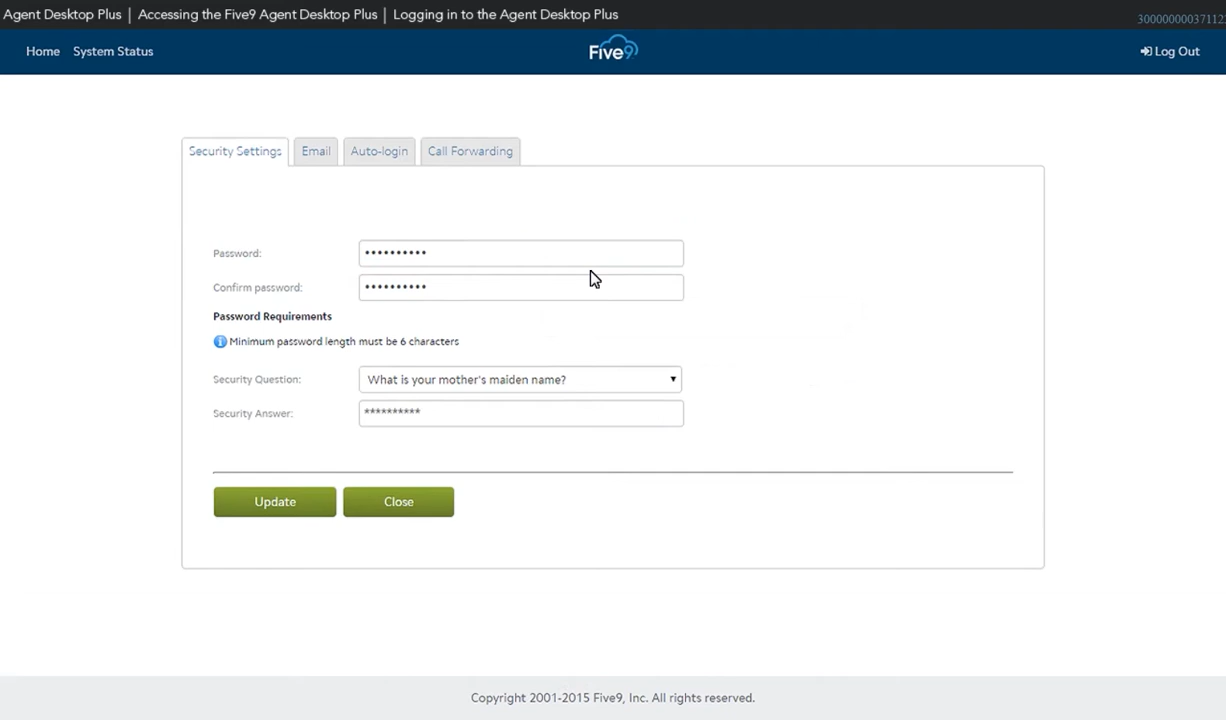 Agent Desktop Plus | Accessing the Five9 Agent Desktop Plus | Logging in to the Agent Desktop Plus
Home System Status Five9 Log Out
Security Settings Email Auto-login Call Forwarding
Password: ••••••••••
Confirm password: ••••••••••
Password Requirements
Minimum password length must be 6 characters
Security Question: What is your mother's maiden name?
Security Answer: **********
Update Close
Copyright 2001-2015 Five9, Inc. All rights reserved.